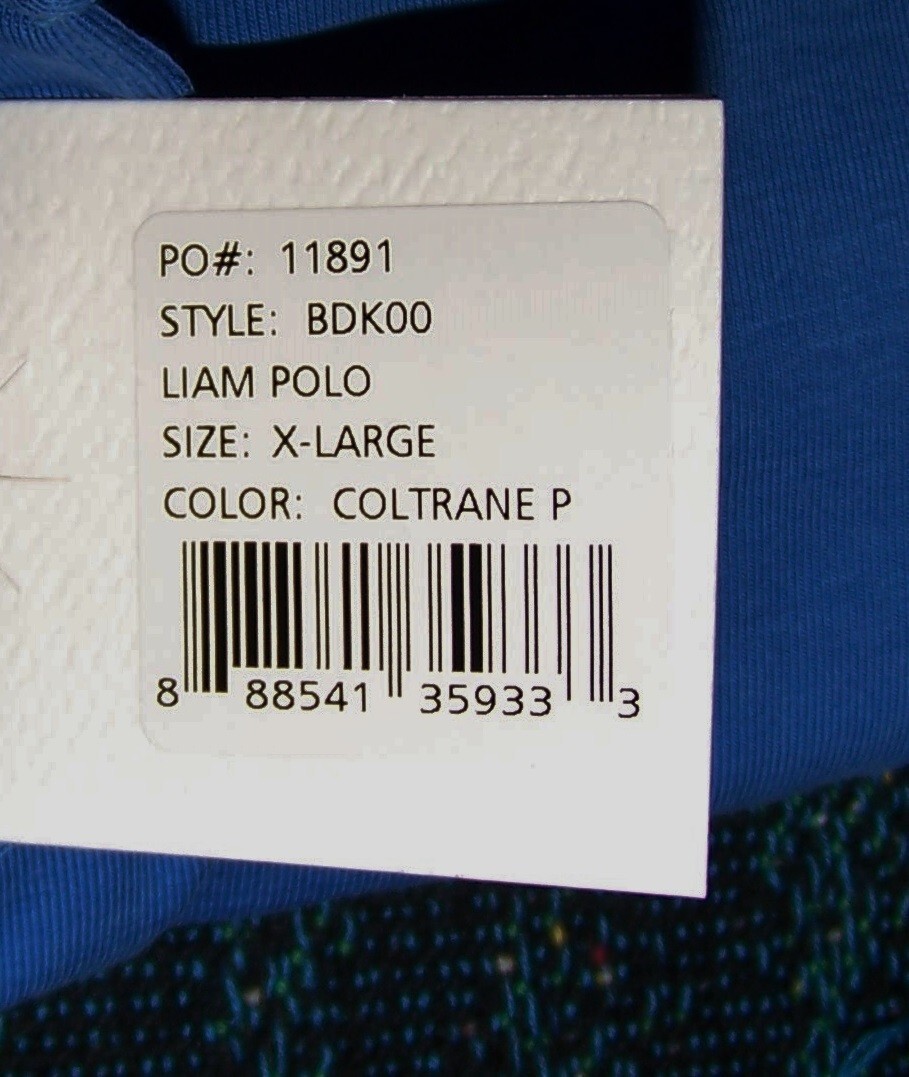 PO#: 11891
STYLE: BDK00
LIAM POLO
SIZE: X-LARGE
COLOR: COLTRANE P
8 88541 35933 3